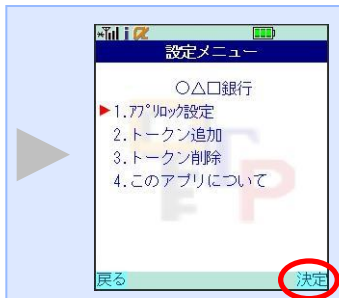 設定メニュー
○△□銀行
1.ｱﾌﾟﾘﾛｯｸ設定
2.トークン追加
3.トークン削除
4.このアプリについて
戻る 決定